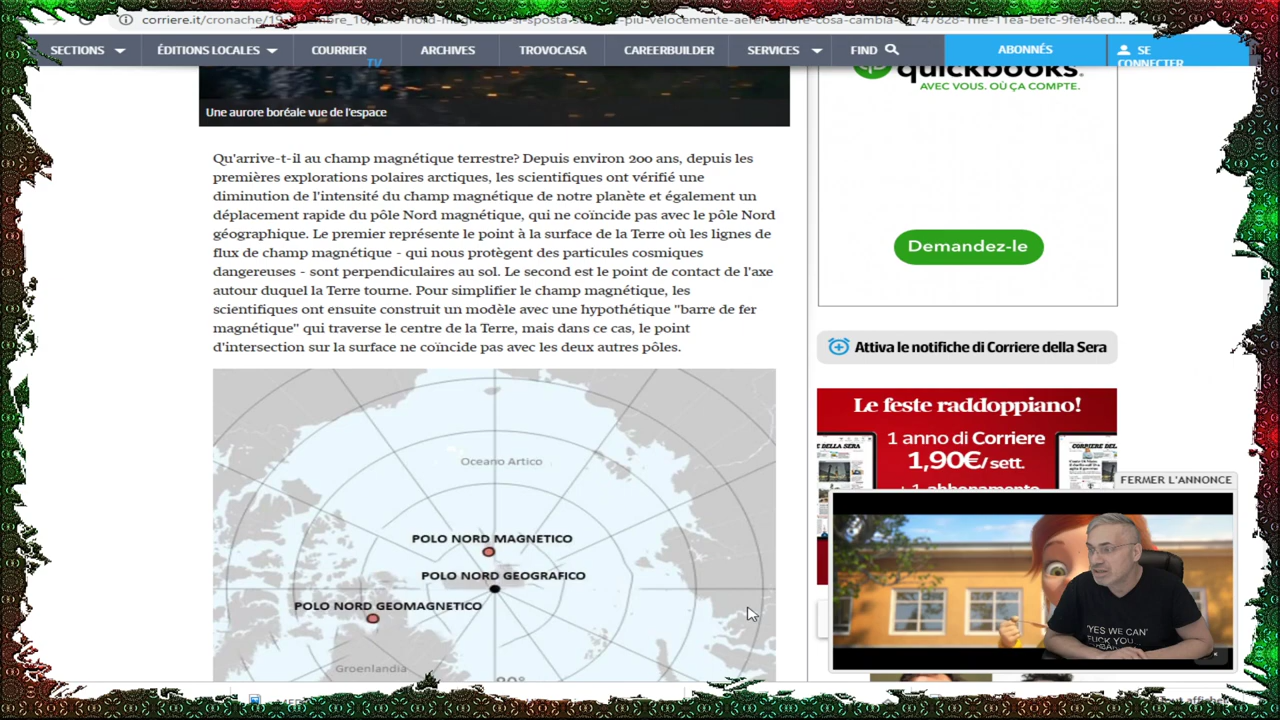 SECTIONS
ÉDITIONS LOCALES
COURRIER
TV
ARCHIVES
TROVOCASA
CAREERBUILDER
SERVICES
FIND
ABONNÉS
SE
CONNECTER
Une aurore boréale vue de l'espace
Qu'arrive-t-il au champ magnétique terrestre? Depuis environ 200 ans, depuis les
premières explorations polaires arctiques, les scientifiques ont vérifié une
diminution de l'intensité du champ magnétique de notre planète et également un
déplacement rapide du pôle Nord magnétique, qui ne coïncide pas avec le pôle Nord
géographique. Le premier représente le point à la surface de la Terre où les lignes de
flux de champ magnétique - qui nous protègent des particules cosmiques
dangereuses - sont perpendiculaires au sol. Le second est le point de contact de l'axe
autour duquel la Terre tourne. Pour simplifier le champ magnétique, les
scientifiques ont ensuite construit un modèle avec une hypothétique "barre de fer
magnétique" qui traverse le centre de la Terre, mais dans ce cas, le point
d'intersection sur la surface ne coïncide pas avec les deux autres pôles.
Oceano Artico
POLO NORD MAGNETICO
POLO NORD GEOGRAFICO
POLO NORD GEOMAGNETICO
Groenlandia
90°
quickbooks.
AVEC VOUS. OÙ ÇA COMPTE.
Demandez-le
Attiva le notifiche di Corriere della Sera
Le feste raddoppiano!
1 anno di Corriere
1,90€/sett.
FERMER L'ANNONCE
"YES WE CAN"
FUCK YOU